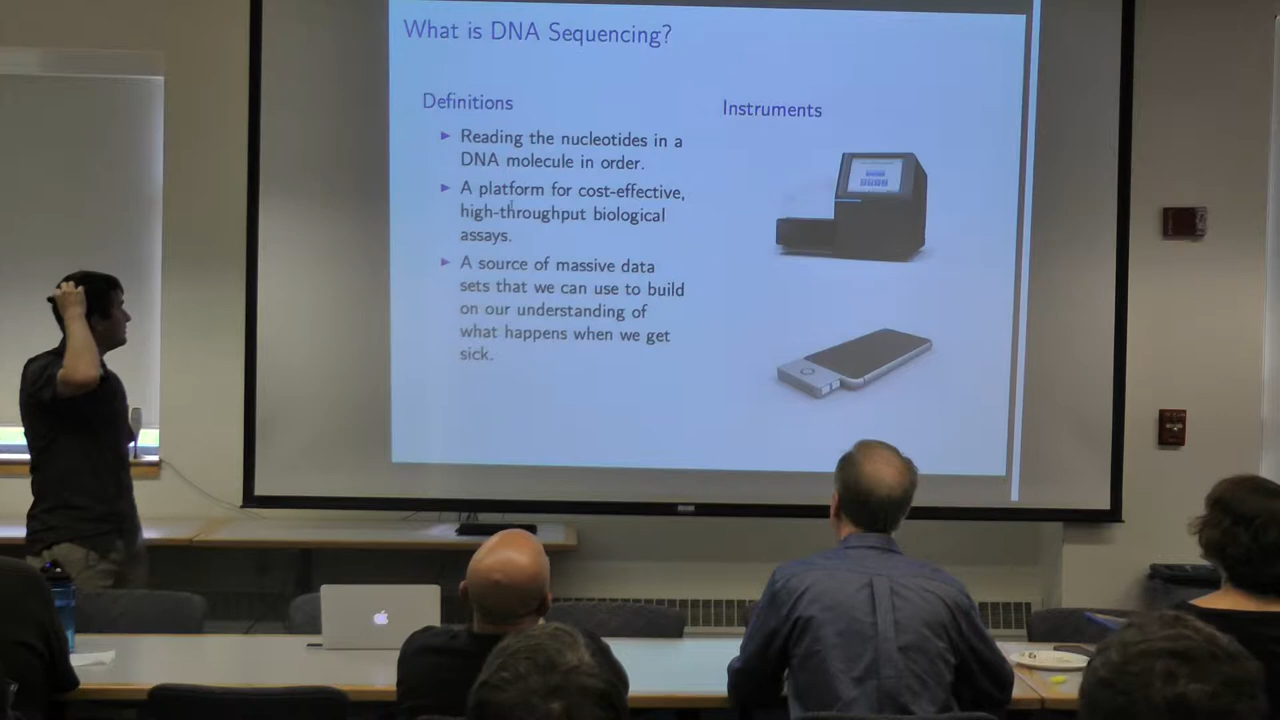 What is DNA Sequencing?
Definitions
Reading the nucleotides in a
DNA molecule in order.
A platform for cost-effective,
high-throughput biological
assays.
A source of massive data
sets that we can use to build
on our understanding of
what happens when we get
sick.
Instruments